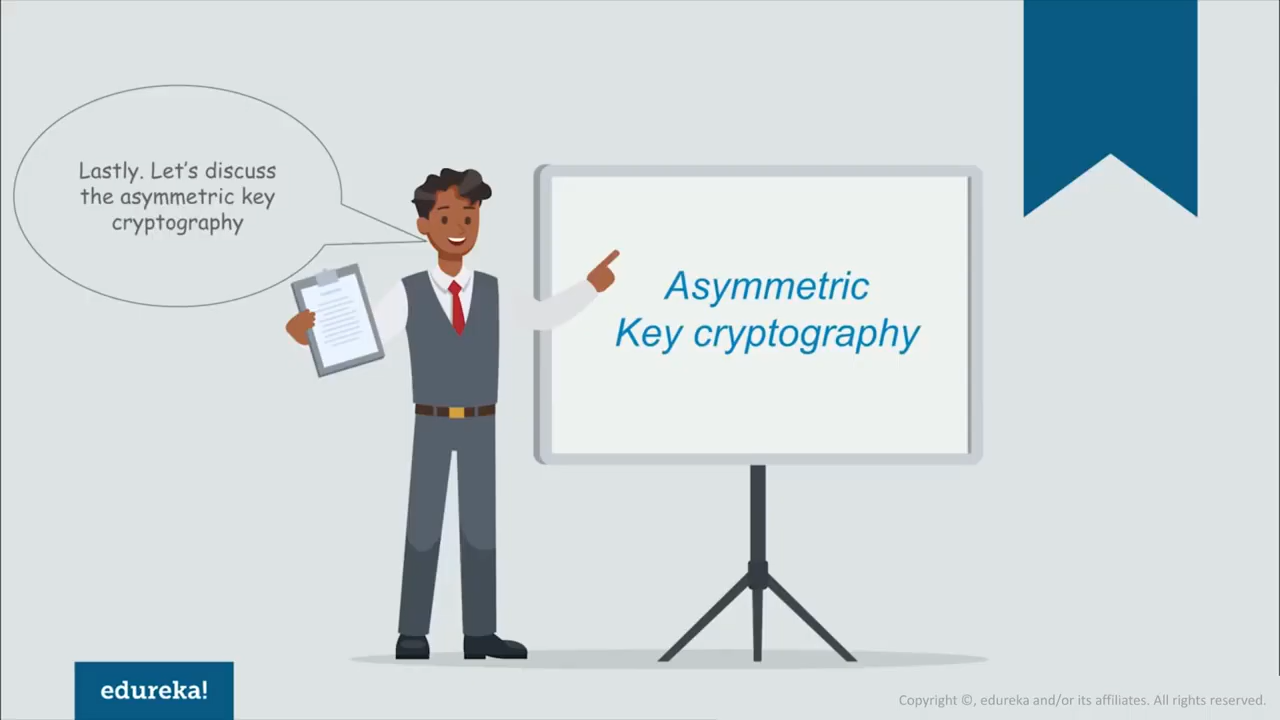 Lastly. Let's discuss
the asymmetric key
cryptography
Asymmetric
Key cryptography
edureka!
Copyright ©, edureka and/or its affiliates. All rights reserved.